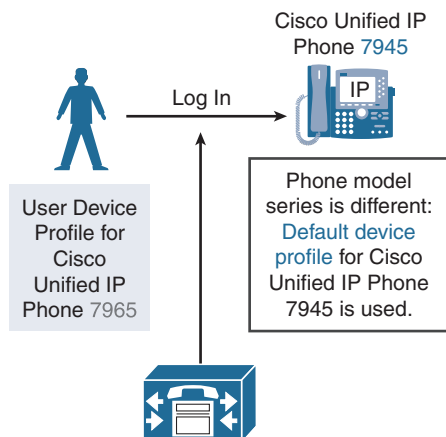 Cisco Unified IP
Phone 7945
Log In
IP
User Device
Profile for
Cisco
Unified IP
Phone 7965
Phone model
series is different:
Default device
profile for Cisco
Unified IP Phone
7945 is used.